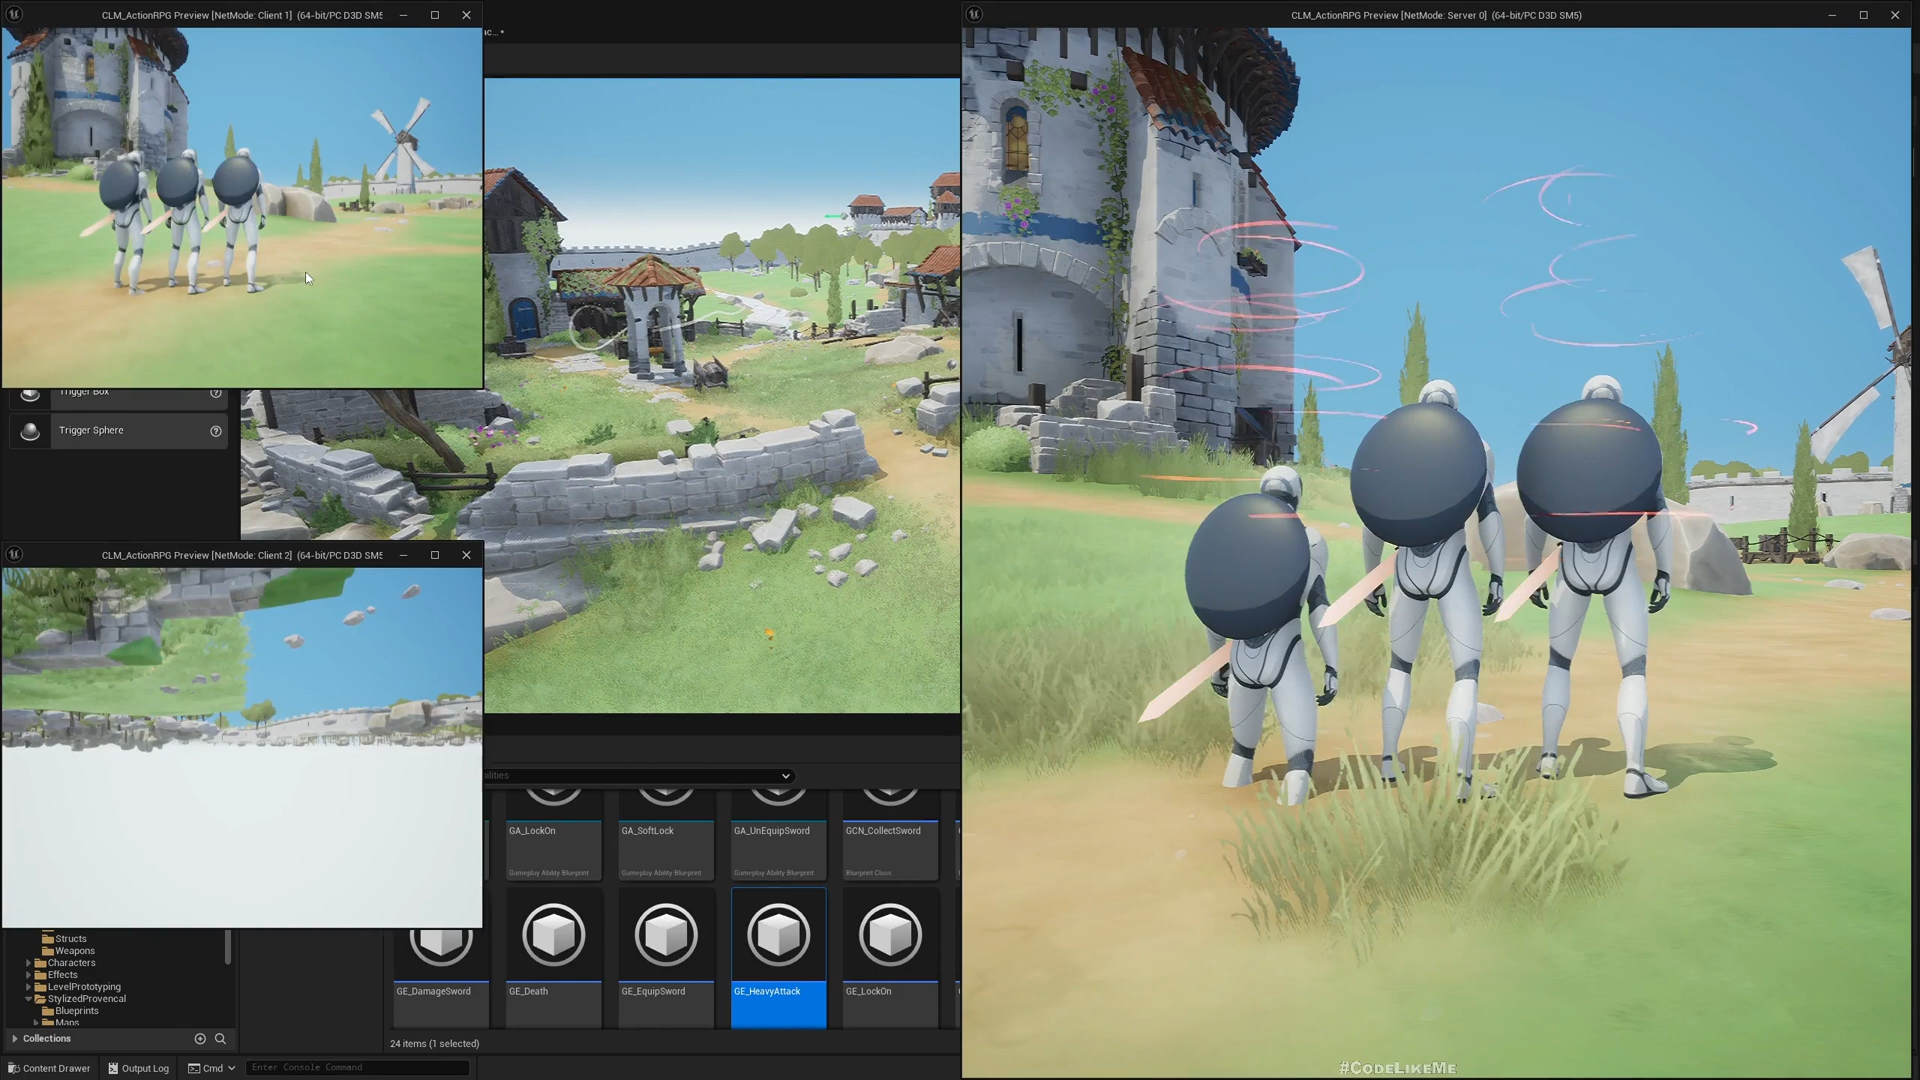 CLM_ActionRPG Preview [NetMode: Client 1] (64-bit/PC D3D SM5
CLM_ActionRPG Preview [NetMode: Server 0] (64-bit/PC D3D SM5)
Trigger Box
Trigger Sphere
CLM_ActionRPG Preview [NetMode: Client 2] (64-bit/PC D3D SM5
GA_LockOn
Gameplay Ability Blueprint
GA_SoftLock
Gameplay Ability Blueprint
GA_UnEquipSword
Gameplay Ability Blueprint
GCN_CollectSword
Blueprint Class
GE_DamageSword
GE_Death
GE_EquipSword
GE_HeavyAttack
GE_LockOn
Structs
Weapons
Characters
Effects
LevelPrototyping
StylizedProvencal
Blueprints
Maps
Collections
24 items (1 selected)
Content Drawer
Output Log
Cmd
Enter Console Command
#CodeLikeMe